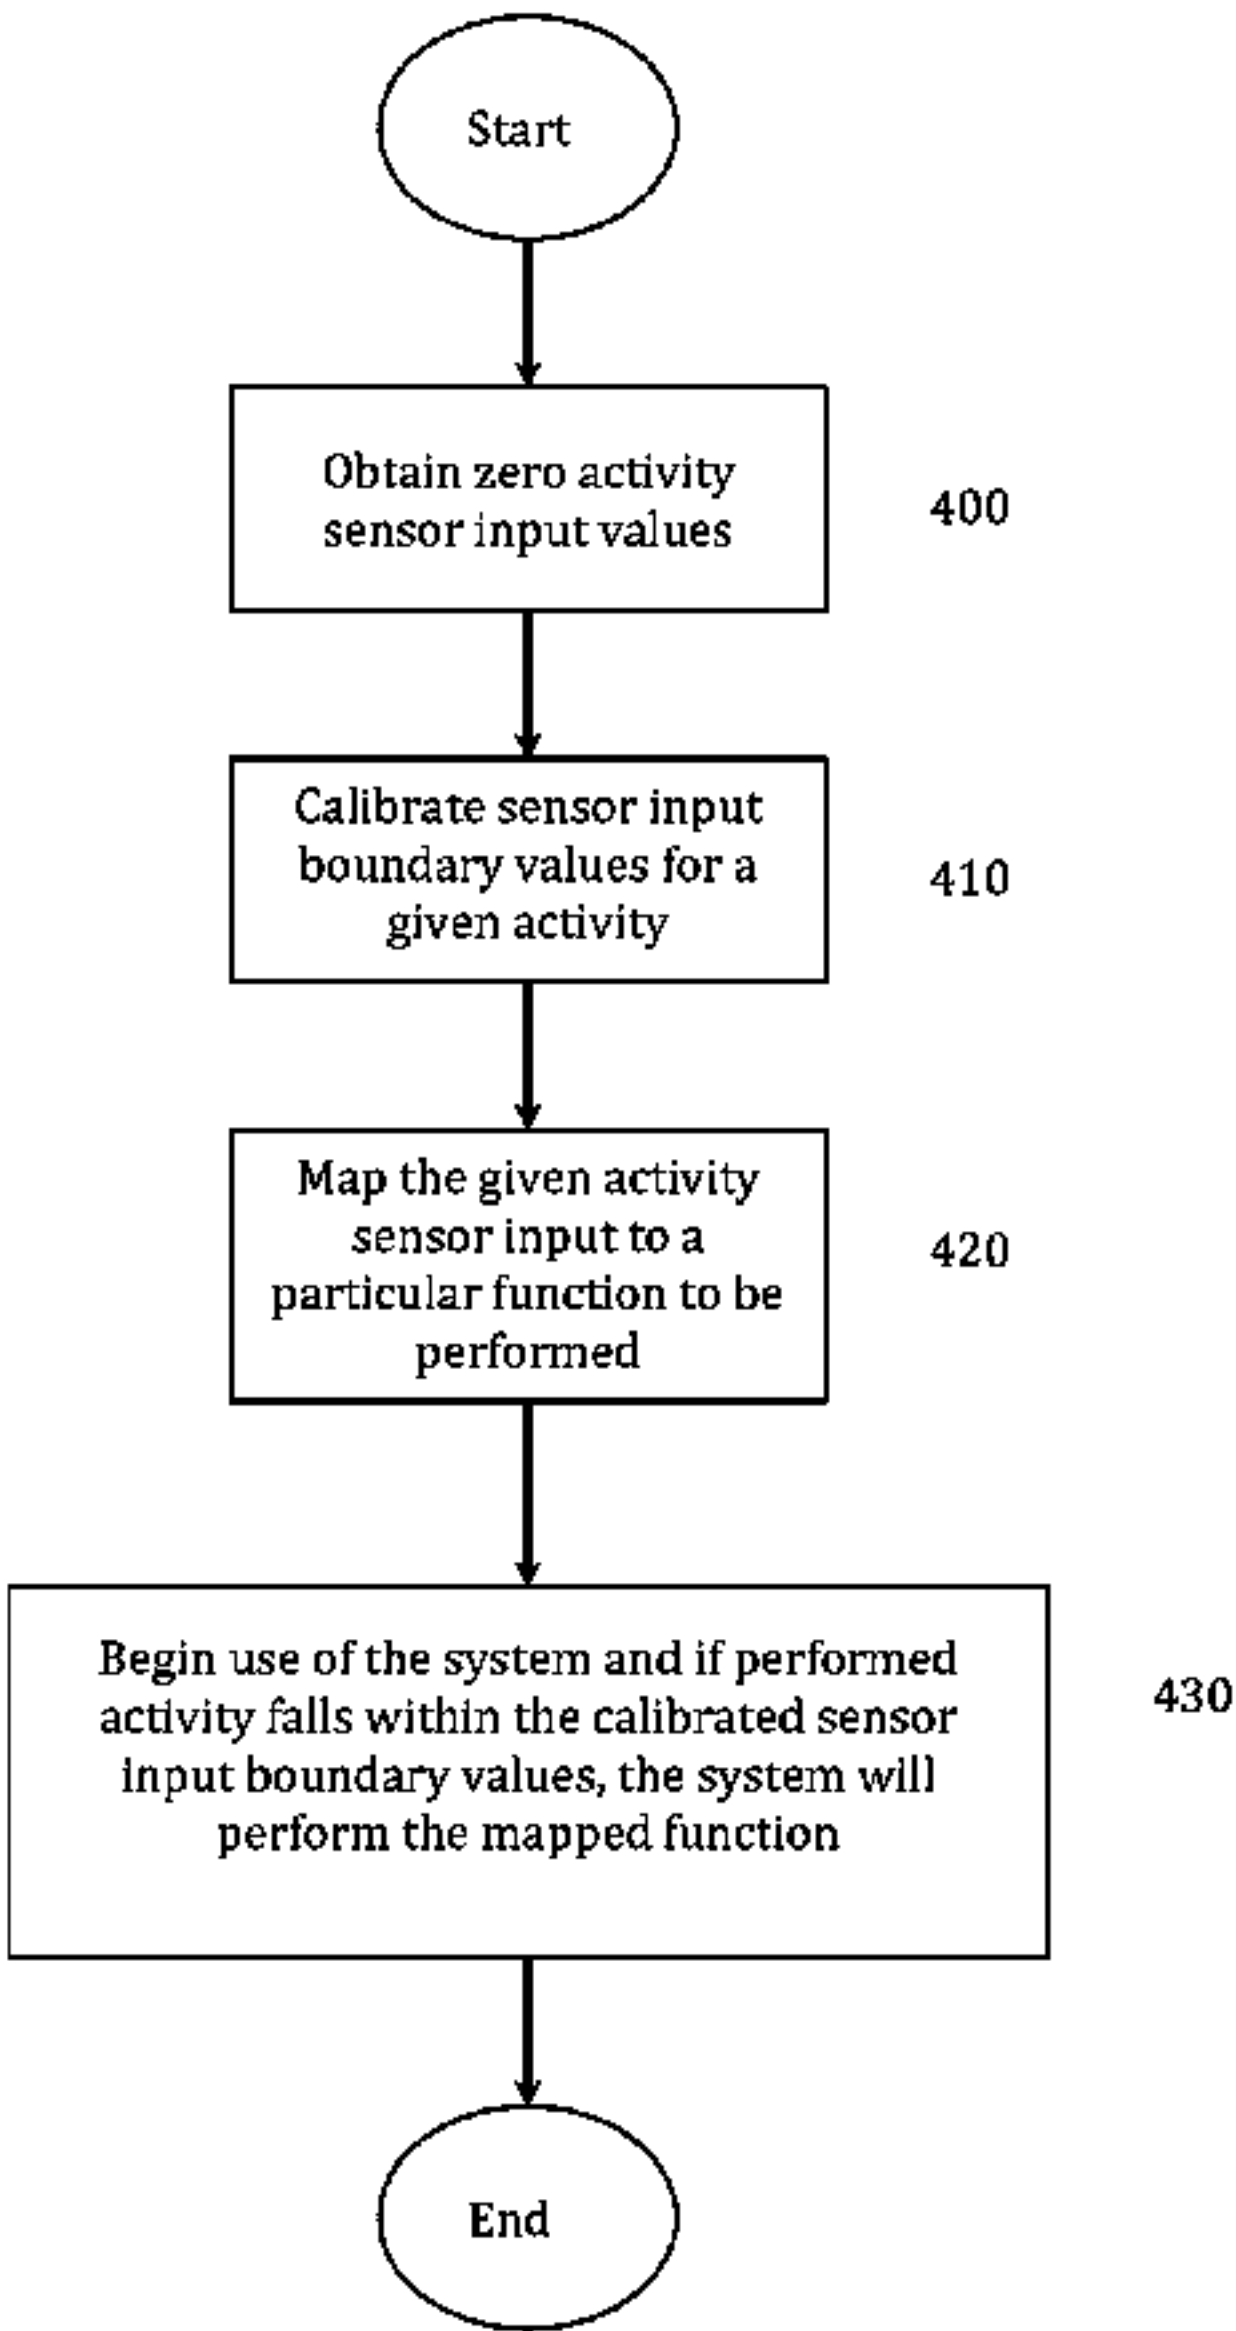 Start
Obtain zero activity
sensor input values
400
Calibrate sensor input
boundary values for a
given activity
410
Map the given activity
sensor input to a
particular function to be
performed
420
Begin use of the system and if performed
activity falls within the calibrated sensor
input boundary values, the system will
perform the mapped function
430
End